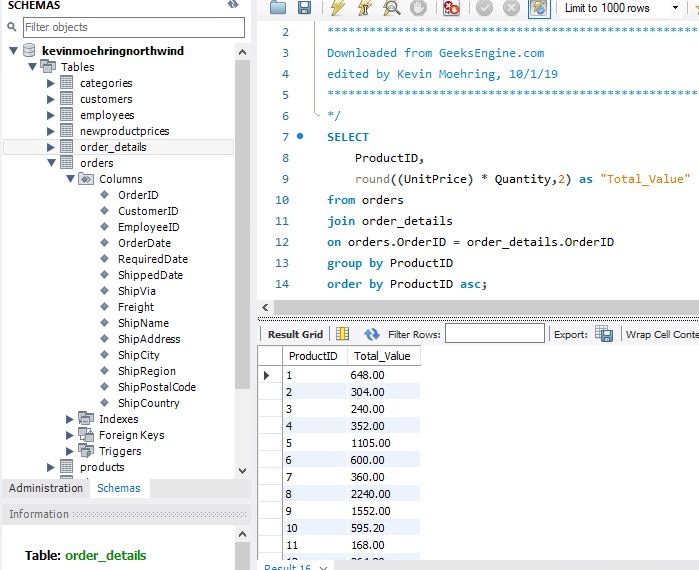 SCHEMAS
Filter objects
kevinmoehringnorthwind
Tables
categories
customers
employees
newproductprices
order_details
orders
Columns
OrderID
CustomerID
EmployeeID
OrderDate
RequiredDate
ShippedDate
ShipVia
Freight
ShipName
ShipAddress
ShipCity
ShipRegion
ShipPostalCode
ShipCountry
Indexes
Foreign Keys
Triggers
products
Administration Schemas
Information
Table: order_details
Limit to 1000 rows
2 ****************************************************
3 Downloaded from GeeksEngine.com
4 edited by Kevin Moehring, 10/1/19
5 ****************************************************
6 */
7 SELECT
8 ProductID,
9 round((UnitPrice) * Quantity,2) as "Total_Value"
10 from orders
11 join order_details
12 on orders.OrderID = order_details.OrderID
13 group by ProductID
14 order by ProductID asc;
Result Grid Filter Rows: Export: Wrap Cell Conte
ProductID Total_Value
1 648.00
2 304.00
3 240.00
4 352.00
5 1105.00
6 600.00
7 360.00
8 2240.00
9 1552.00
10 595.20
11 168.00
Result 16